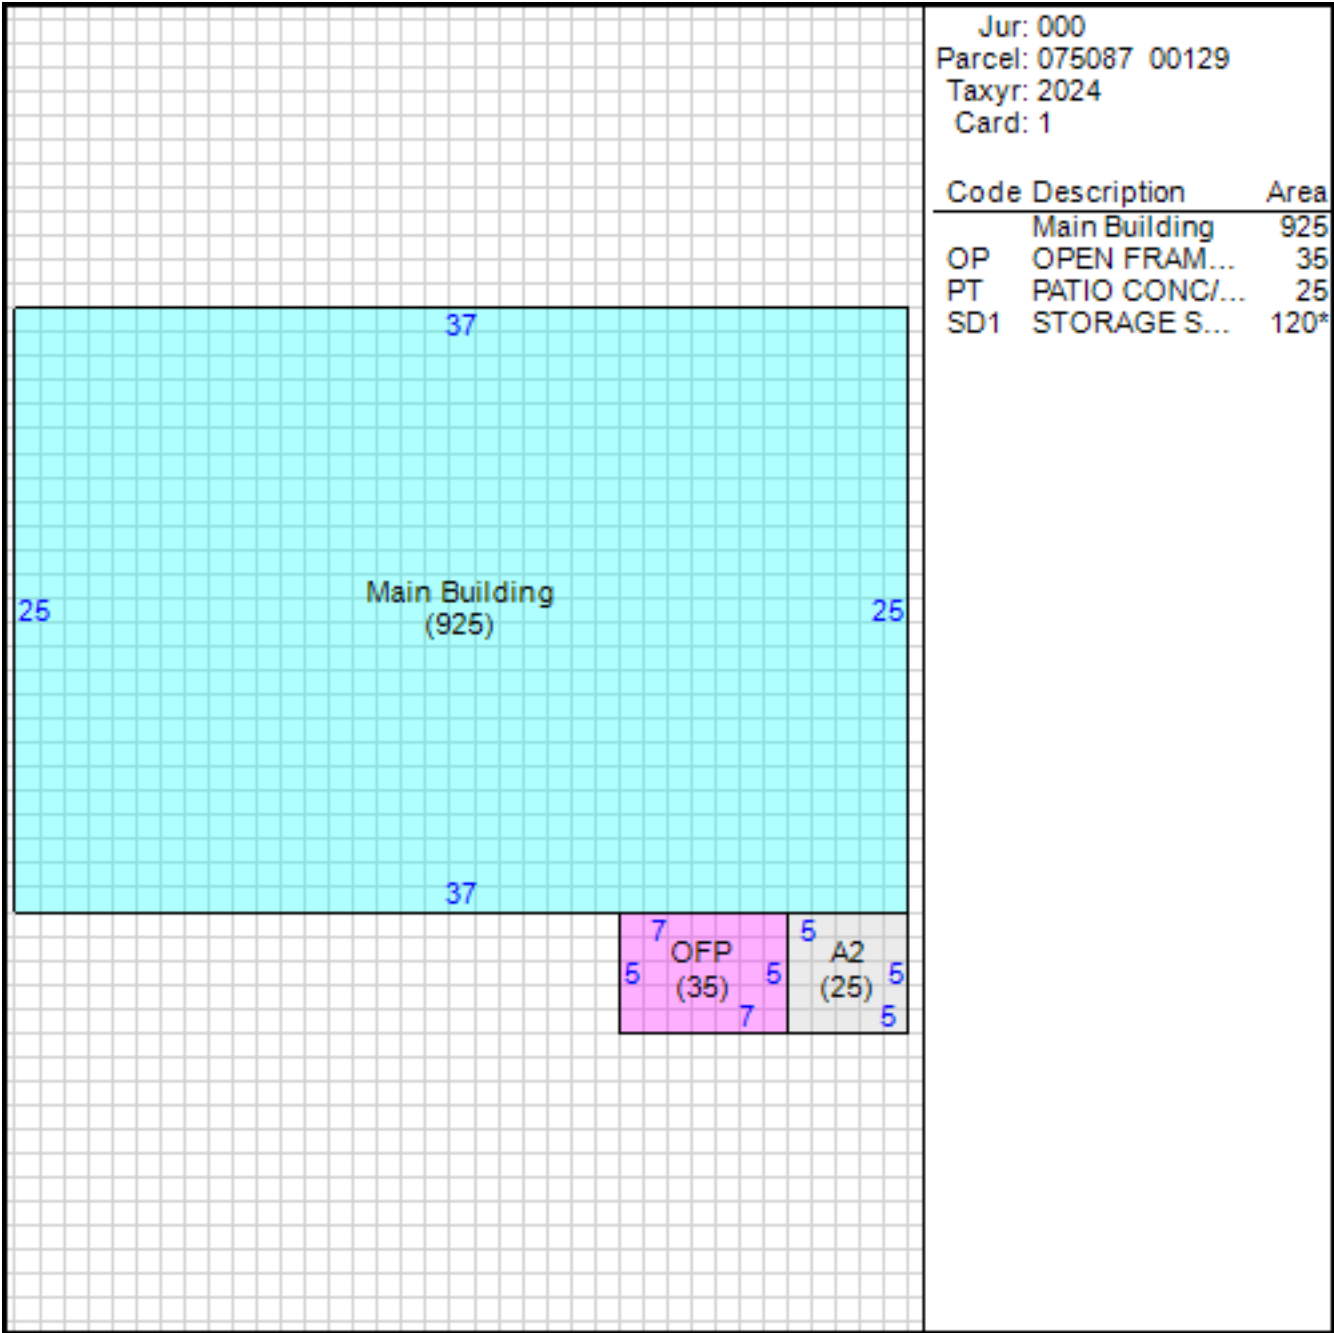 Jur: 000
Parcel: 075087 00129
Taxyr: 2024
Card: 1
Code Description Area
Main Building 925
OP OPEN FRAM... 35
PT PATIO CONC/... 25
SD1 STORAGE S... 120*
37
25
Main Building
(925)
25
37
7
OFP
5
(35)
5
7
5
A2
(25)
5
5